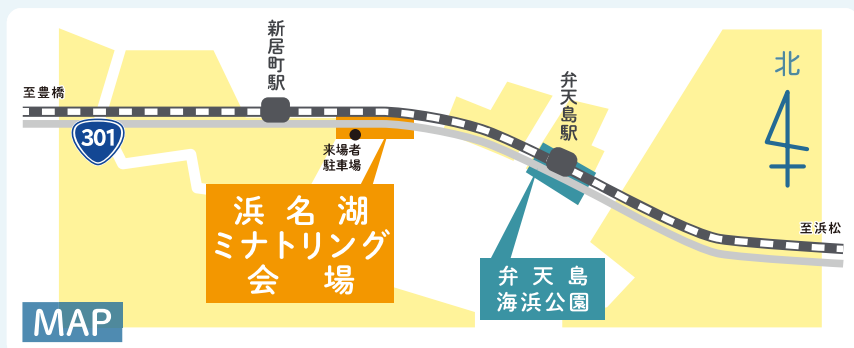 新居町駅
至豊橋
301
来場者
駐車場
弁天島駅
北
至浜松
浜名湖
ミナトリング
会場
弁天島
海浜公園
MAP